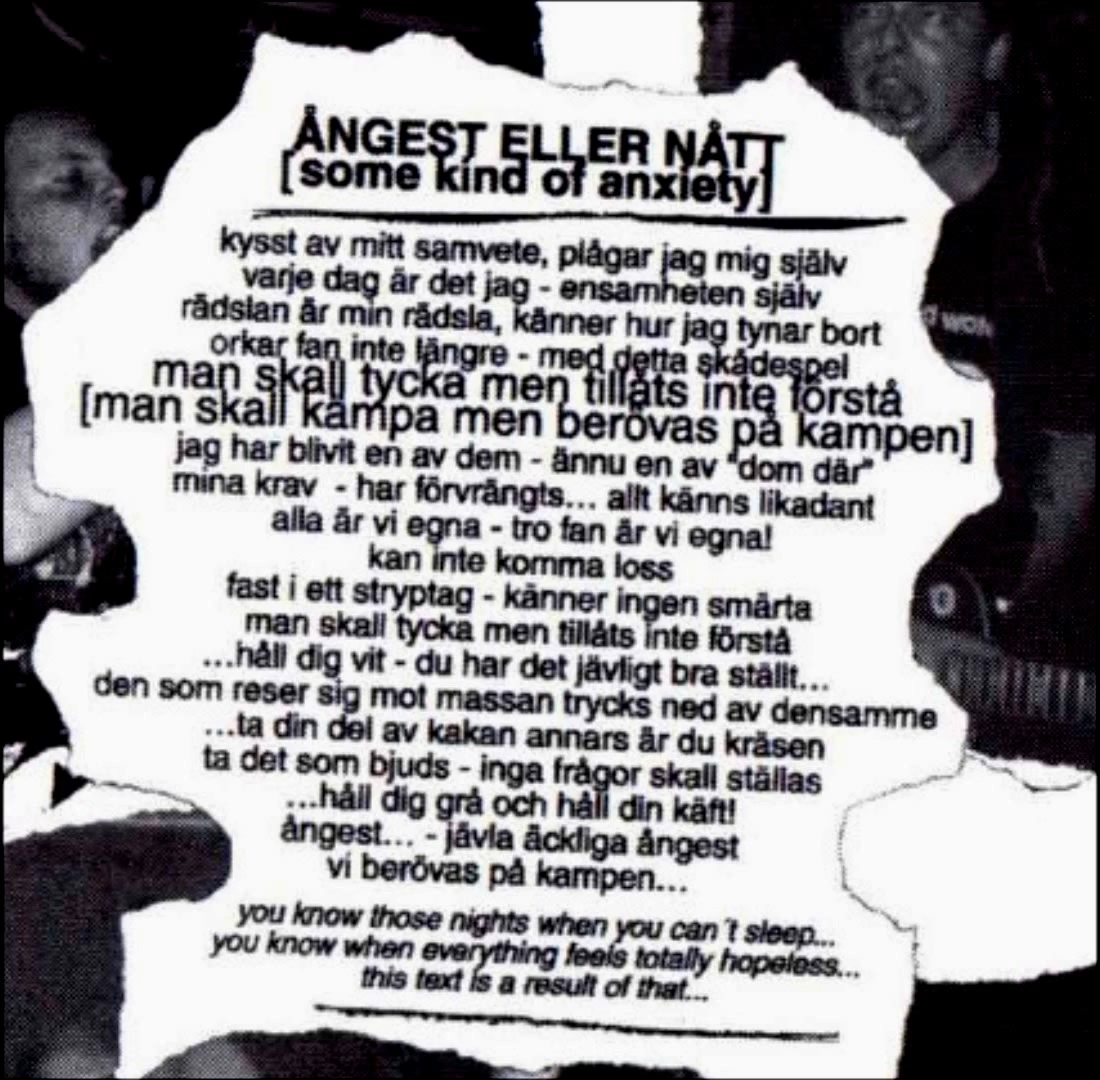 ÅNGEST ELLER NÅTT
[some kind of anxiety]
kysst av mitt samvete, plågar jag mig själv
varje dag är det jag - ensamheten själv
rädslan är min rädsla, känner hur jag tynar bort
orkar fan inte längre - med detta skådespel
man skall tycka men tillåts inte förstå
[man skall kämpa men berövas på kampen]
jag har blivit en av dem - ännu en av "dom där"
mina krav - har förvrängts... allt känns likadant
alla är vi egna - tro fan är vi egna!
kan inte komma loss
fast i ett stryptag - känner ingen smärta
man skall tycka men tillåts inte förstå
...håll dig vit - du har det jävligt bra ställt...
den som reser sig mot massan trycks ned av densamme
...ta din del av kakan annars är du kräsen
ta det som bjuds - inga frågor skall ställas
...håll dig grå och håll din käft!
ångest... - jävla äckliga ångest
vi berövas på kampen...
you know those nights when you can´t sleep...
you know when everything feels totally hopeless...
this text is a result of that...